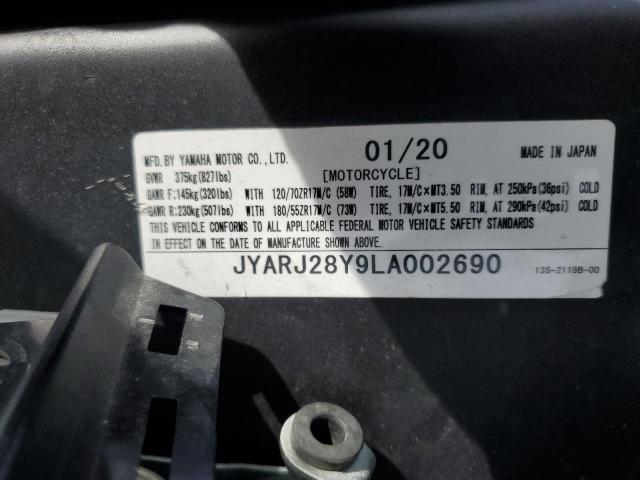 MFD. BY YAMAHA MOTOR CO., LTD. 01/20 MADE IN JAPAN
GVWR 375kg(827lbs) [MOTORCYCLE]
GAWR F:145kg(320lbs) WITH 120/70ZR17M/C (58W) TIRE, 17M/C×MT3.50 RIM, AT 250kPa(36psi) COLD
GAWR R:230kg(507lbs) WITH 180/55ZR17M/C (73W) TIRE, 17M/C×MT5.50 RIM, AT 290kPa(42psi) COLD
THIS VEHICLE CONFORMS TO ALL APPLICABLE FEDERAL MOTOR VEHICLE SAFETY STANDARDS
IN EFFECT ON THE DATE OF MANUFACTURE SHOWN ABOVE.
JYARJ28Y9LA002690 13S-2118B-00